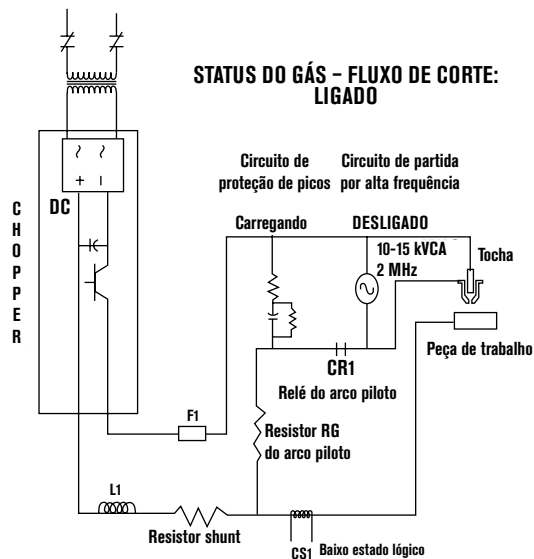 STATUS DO GÁS – FLUXO DE CORTE:
LIGADO
CHOPPER
DC
+ –
Circuito de
proteção de picos
Carregando
Circuito de partida
por alta frequência
DESLIGADO
10-15 kVCA
2 MHz
Tocha
Peça de trabalho
CR1
Relé do arco piloto
F1
Resistor RG
do arco piloto
L1
Resistor shunt
CS1 Baixo estado lógico